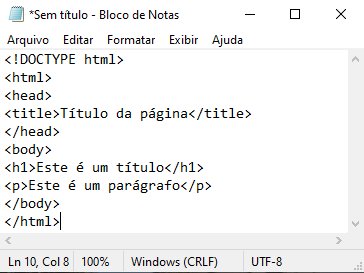 *Sem título - Bloco de Notas
Arquivo Editar Formatar Exibir Ajuda
<!DOCTYPE html>
<html>
<head>
<title>Título da página</title>
</head>
<body>
<h1>Este é um título</h1>
<p>Este é um parágrafo</p>
</body>
</html>
Ln 10, Col 8 100% Windows (CRLF) UTF-8